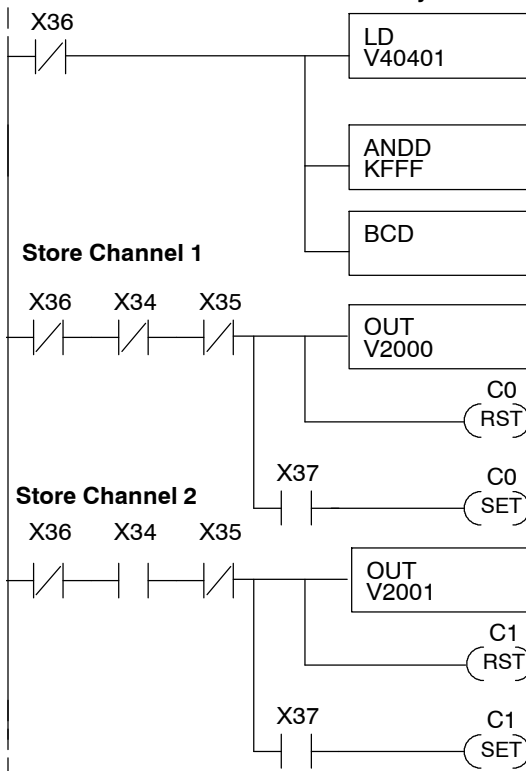 X36
LD
V40401
ANDD
KFFF
BCD
Store Channel 1
X36 X34 X35
OUT
V2000
C0
RST
X37 C0
SET
Store Channel 2
X36 X34 X35
OUT
V2001
C1
RST
X37 C1
SET